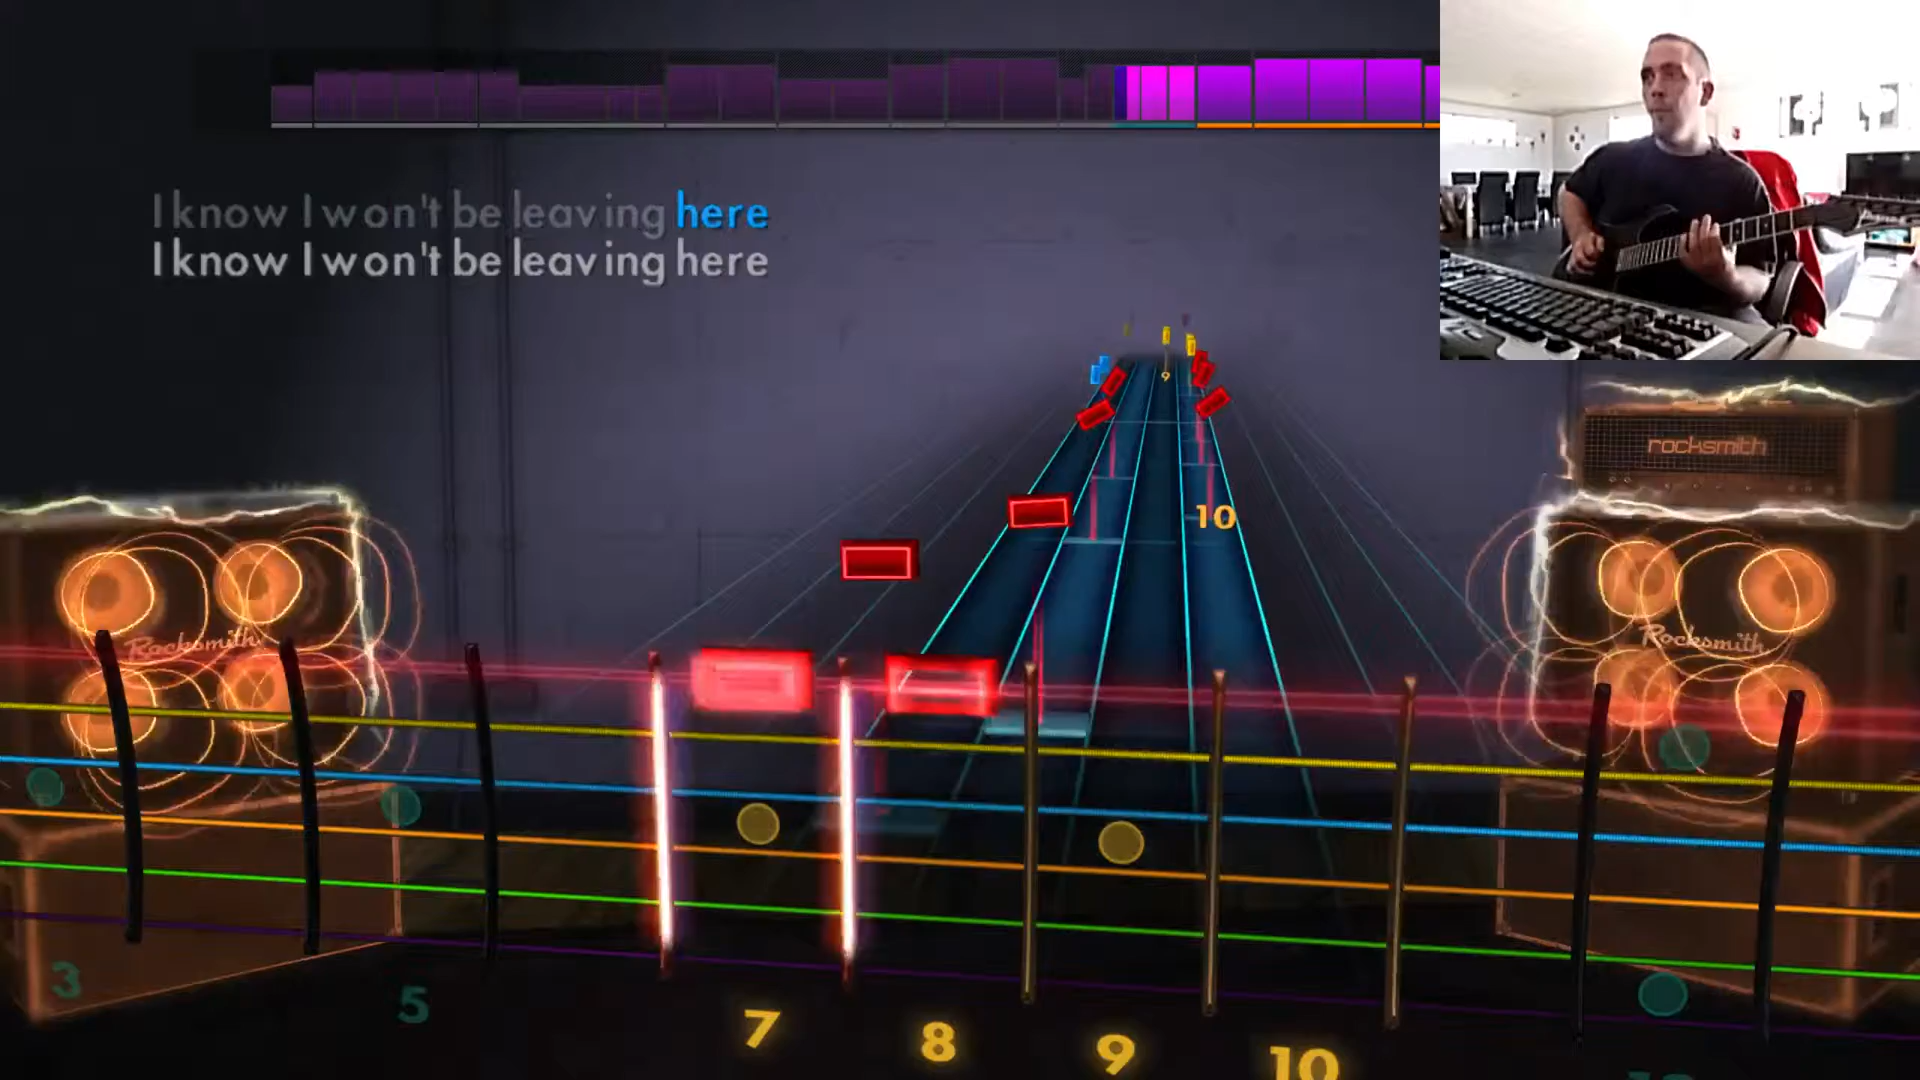 I know I won't be leaving here
I know I won't be leaving here
9
10
rocksmith
Rocksmith
Rocksmith
3
5
7
8
9
10